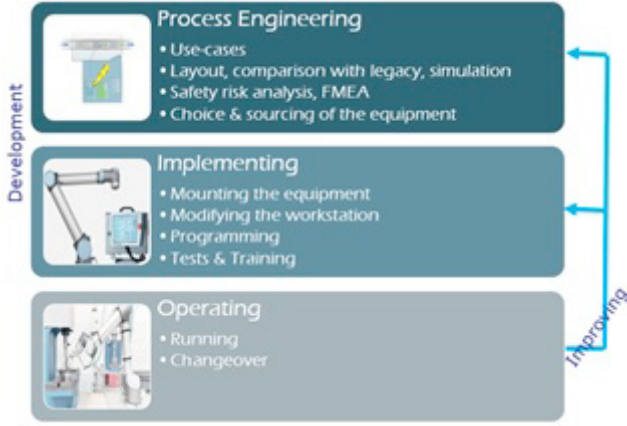 Process Engineering
• Use-cases
• Layout, comparison with legacy, simulation
• Safety risk analysis, FMEA
• Choice & sourcing of the equipment
Development
Implementing
• Mounting the equipment
• Modifying the workstation
• Programming
• Tests & Training
Operating
• Running
• Changeover
Improving